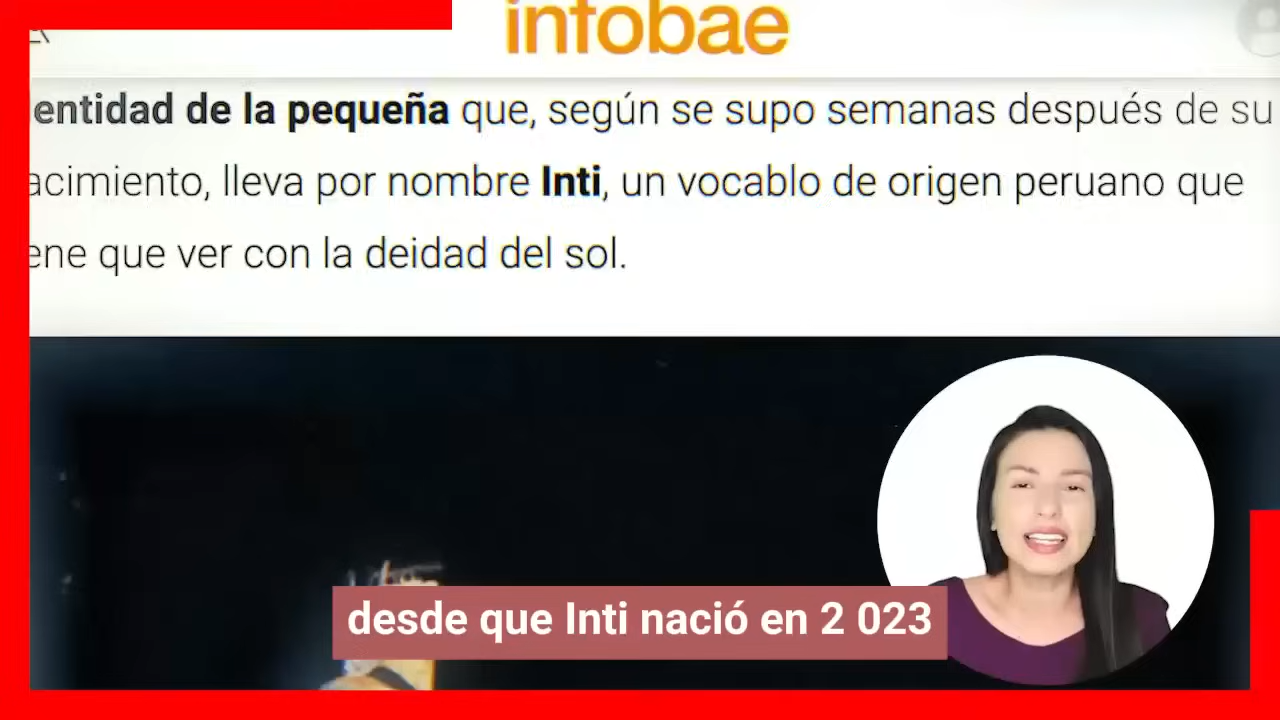 infobae
entidad de la pequeña que, según se supo semanas después de su
acimiento, lleva por nombre Inti, un vocablo de origen peruano que
ene que ver con la deidad del sol.
desde que Inti nació en 2 023